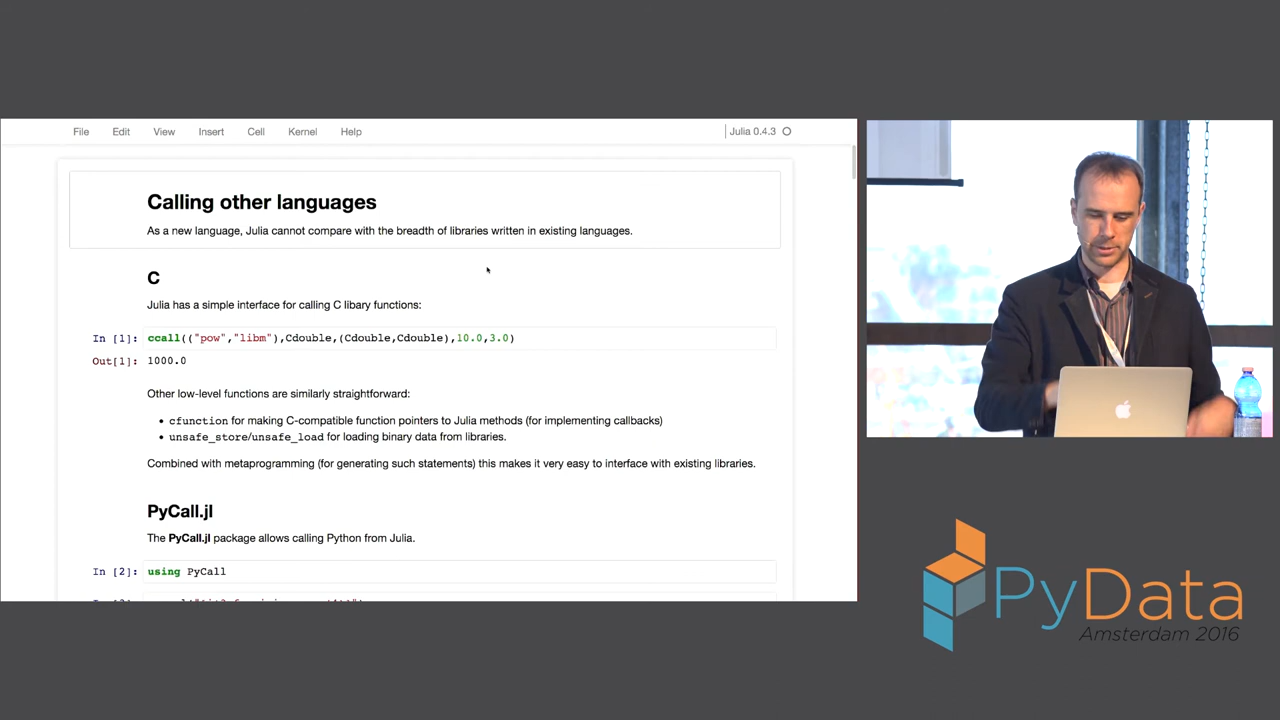 File Edit View Insert Cell Kernel Help Julia 0.4.3
Calling other languages
As a new language, Julia cannot compare with the breadth of libraries written in existing languages.
C
Julia has a simple interface for calling C libary functions:
In [1]: ccall(("pow","libm"),Cdouble,(Cdouble,Cdouble),10.0,3.0)
Out[1]: 1000.0
Other low-level functions are similarly straightforward:
• cfunction for making C-compatible function pointers to Julia methods (for implementing callbacks)
• unsafe_store/unsafe_load for loading binary data from libraries.
Combined with metaprogramming (for generating such statements) this makes it very easy to interface with existing libraries.
PyCall.jl
The PyCall.jl package allows calling Python from Julia.
In [2]: using PyCall
PyData
Amsterdam 2016